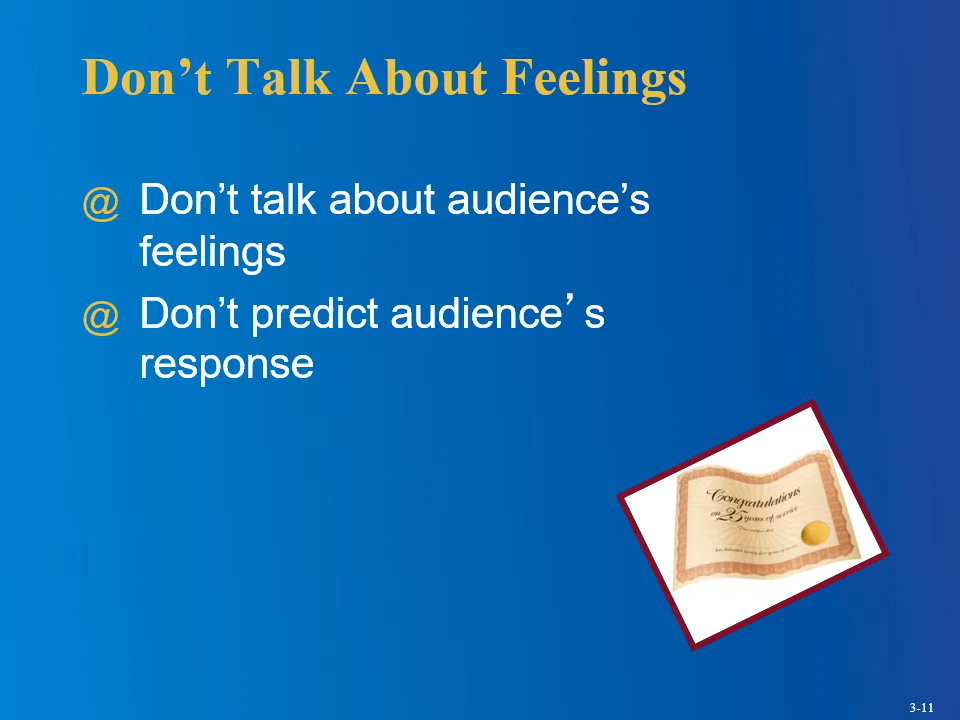 Don’t Talk About Feelings
@ Don’t talk about audience’s
feelings
@ Don’t predict audience’s
response
Congratulations
on 25 years of service
3-11